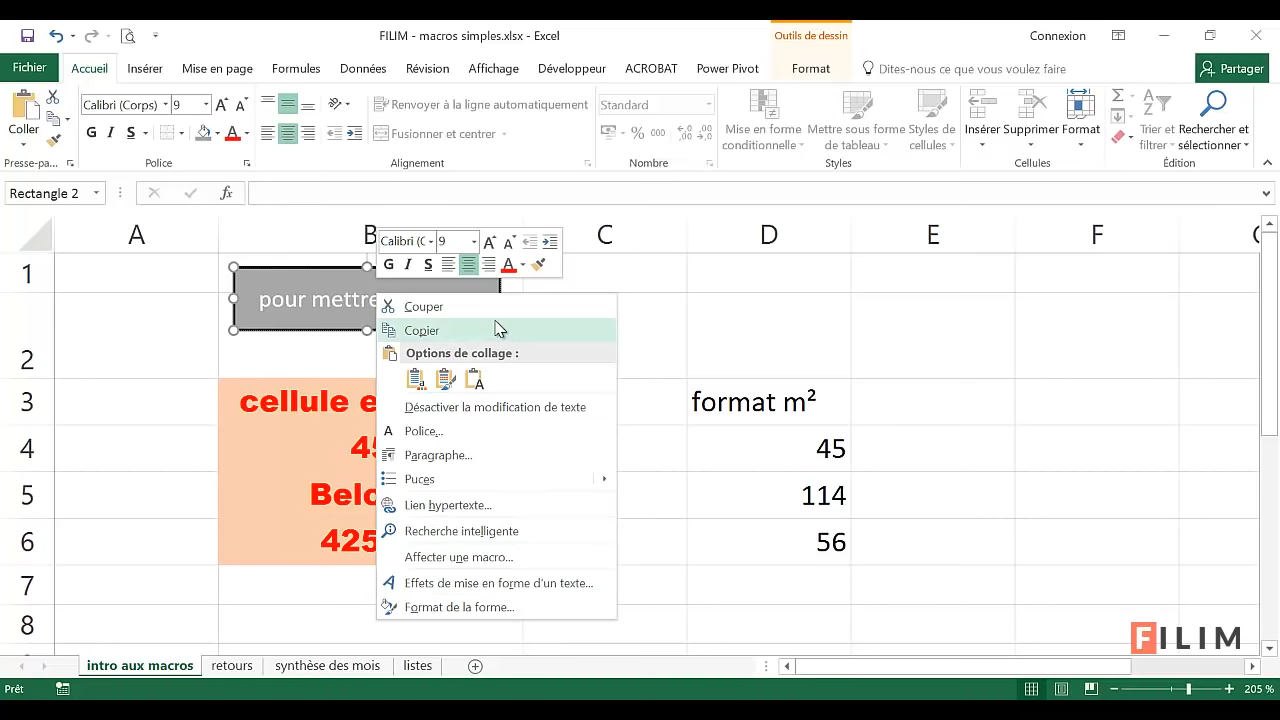 FILIM - macros simples.xlsx - Excel
Outils de dessin
Connexion
Fichier
Accueil
Insérer
Mise en page
Formules
Données
Révision
Affichage
Développeur
ACROBAT
Power Pivot
Format
Dites-nous ce que vous voulez faire
Partager
Coller
Calibri (Corps)
9
G I S
Renvoyer à la ligne automatiquement
Fusionner et centrer
Standard
% 000
Mise en forme
conditionnelle
Mettre sous forme
de tableau
Styles de
cellules
Insérer
Supprimer
Format
Trier et
filtrer
Rechercher et
sélectionner
Presse-pa...
Police
Alignement
Nombre
Styles
Cellules
Édition
Rectangle 2
fx
A B C D E F
Calibri (C
9
G I S
1
pour mettre
2
3
cellule e
format m²
4
45
45
5
Belo
114
6
425
56
7
8
Couper
Copier
Options de collage :
Désactiver la modification de texte
Police...
Paragraphe...
Puces
Lien hypertexte...
Recherche intelligente
Affecter une macro...
Effets de mise en forme d'un texte...
Format de la forme...
FILIM
intro aux macros
retours
synthèse des mois
listes
Prêt
205 %